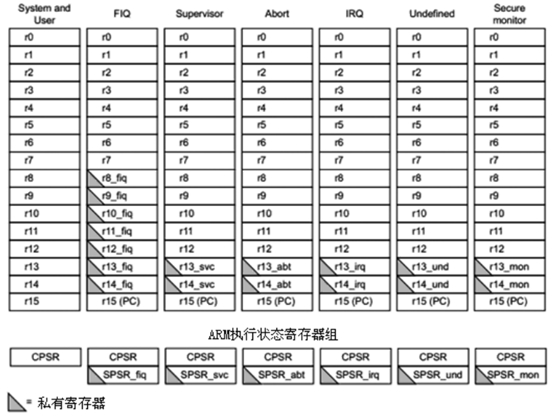 System and User FIQ Supervisor Abort IRQ Undefined Secure monitor
r0 r0 r0 r0 r0 r0 r0
r1 r1 r1 r1 r1 r1 r1
r2 r2 r2 r2 r2 r2 r2
r3 r3 r3 r3 r3 r3 r3
r4 r4 r4 r4 r4 r4 r4
r5 r5 r5 r5 r5 r5 r5
r6 r6 r6 r6 r6 r6 r6
r7 r7 r7 r7 r7 r7 r7
r8 r8_fiq r8 r8 r8 r8 r8
r9 r9_fiq r9 r9 r9 r9 r9
r10 r10_fiq r10 r10 r10 r10 r10
r11 r11_fiq r11 r11 r11 r11 r11
r12 r12_fiq r12 r12 r12 r12 r12
r13 r13_fiq r13_svc r13_abt r13_irq r13_und r13_mon
r14 r14_fiq r14_svc r14_abt r14_irq r14_und r14_mon
r15 r15 (PC) r15 (PC) r15 (PC) r15 (PC) r15 (PC) r15 (PC)
ARM执行状态寄存器组
CPSR CPSR CPSR CPSR CPSR CPSR CPSR
SPSR_fiq SPSR_svc SPSR_abt SPSR_irq SPSR_und SPSR_mon
= 私有寄存器